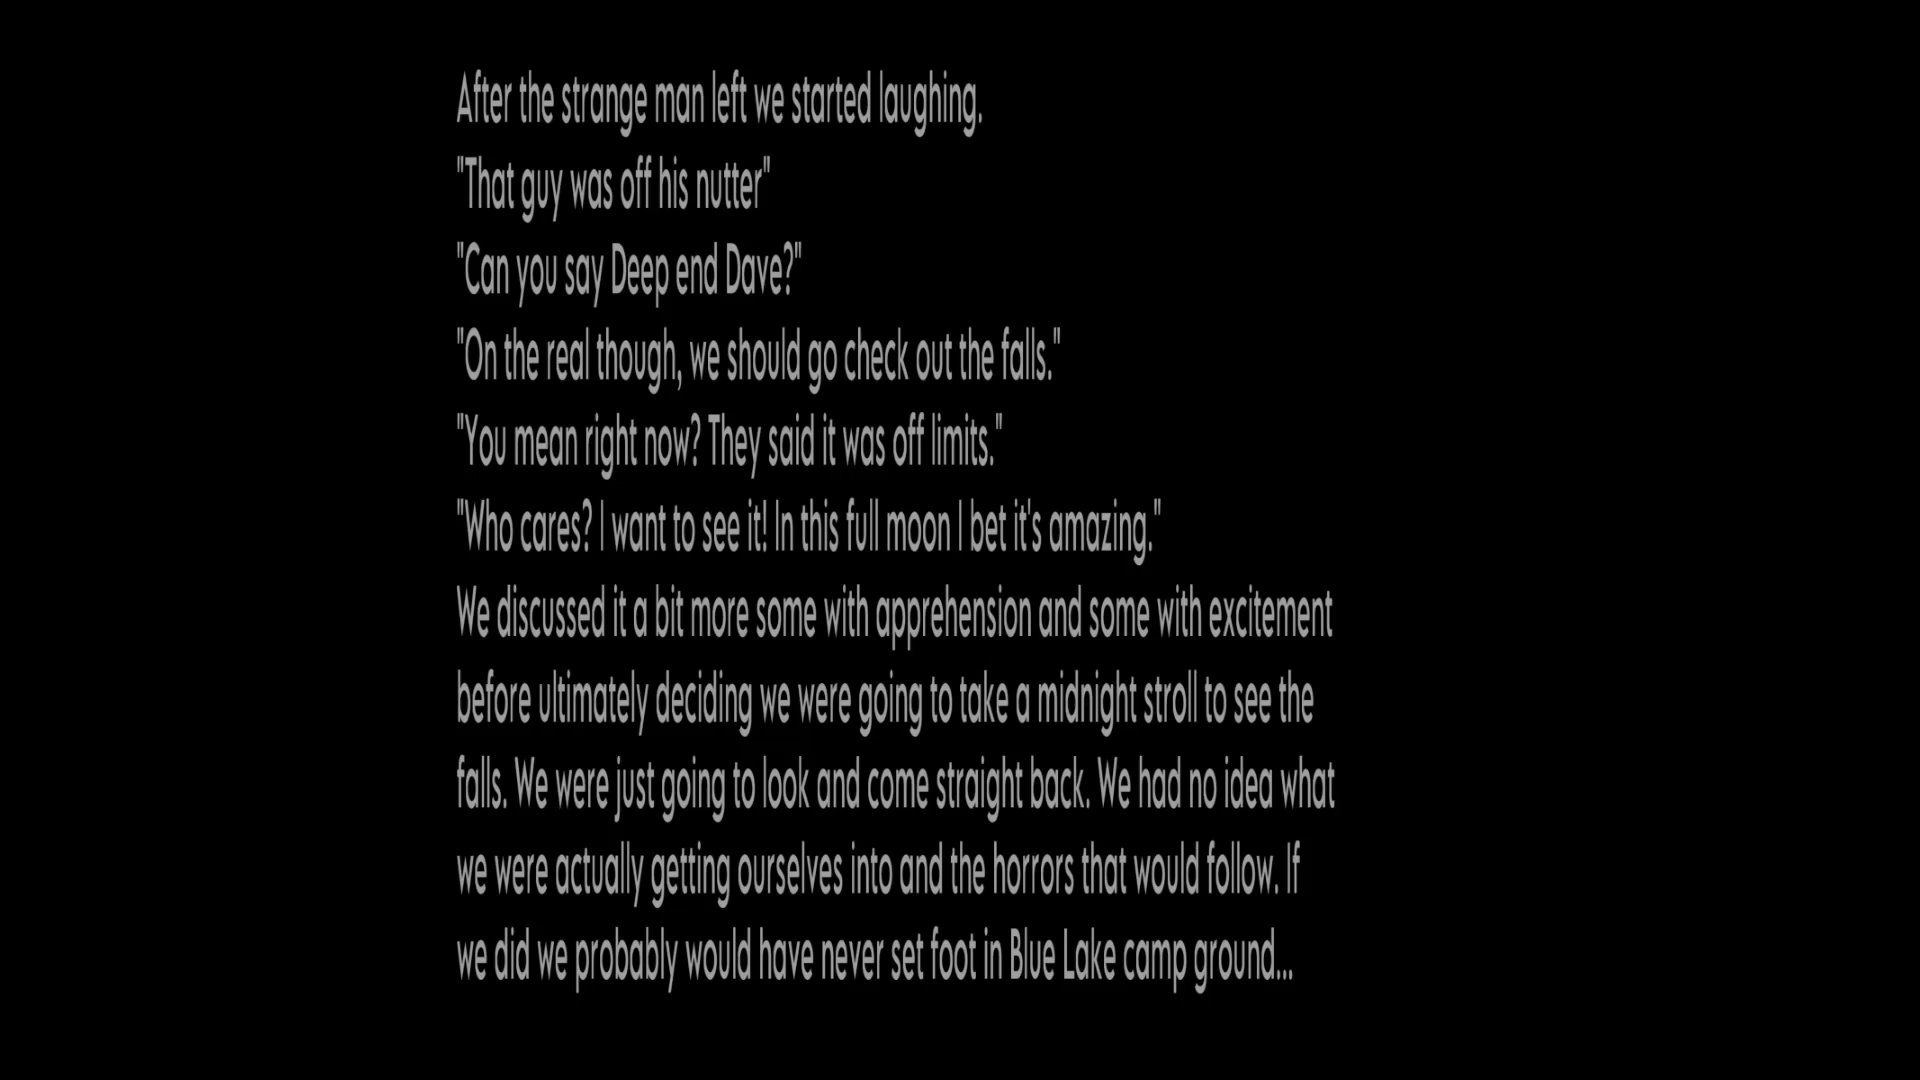 After the strange man left we started laughing.
"That guy was off his nutter"
"Can you say Deep end Dave?"
"On the real though, we should go check out the falls."
"You mean right now? They said it was off limits."
"Who cares? I want to see it! In this full moon I bet it's amazing."
We discussed it a bit more some with apprehension and some with excitement
before ultimately deciding we were going to take a midnight stroll to see the
falls. We were just going to look and come straight back. We had no idea what
we were actually getting ourselves into and the horrors that would follow. If
we did we probably would have never set foot in Blue Lake camp ground...